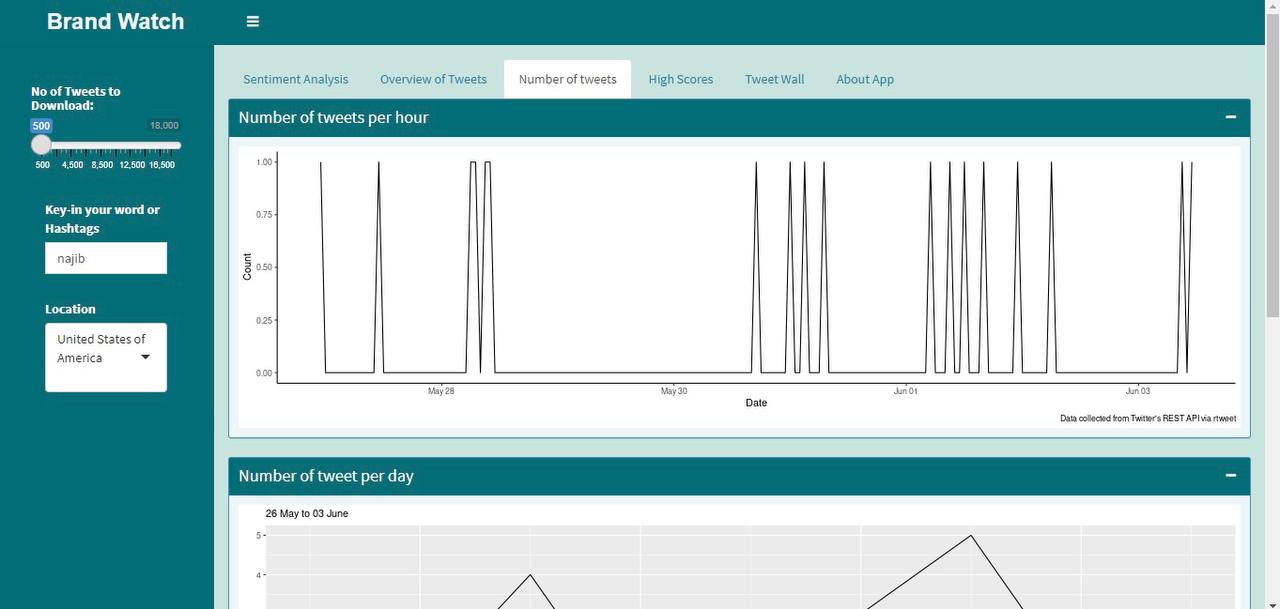 Brand Watch
Sentiment Analysis
Overview of Tweets
Number of tweets
High Scores
Tweet Wall
About App
No of Tweets to
Download:
500
18,000
500
4,500
8,500
12,500
16,500
Key-in your word or
Hashtags
najib
Location
United States of
America
Number of tweets per hour
1.00
0.75
0.50
0.25
0.00
Count
May 28
May 30
Jun 01
Jun 03
Date
Data collected from Twitter's REST API via rtweet
Number of tweet per day
26 May to 03 June
5
4